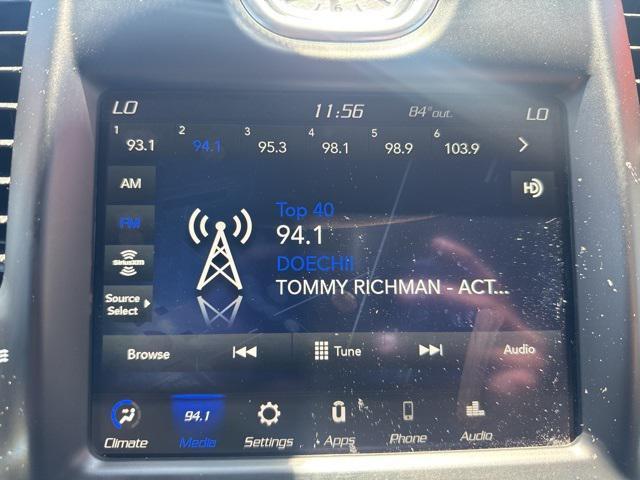 LO 11:56 84°out. LO
1 93.1 2 94.1 3 95.3 4 98.1 5 98.9 6 103.9
AM
HD
Top 40
FM
94.1
DOECHII
SiriusXM
TOMMY RICHMAN - ACT...
Source
Select
Browse Tune Audio
94.1
Climate Media Settings Apps Phone Audio